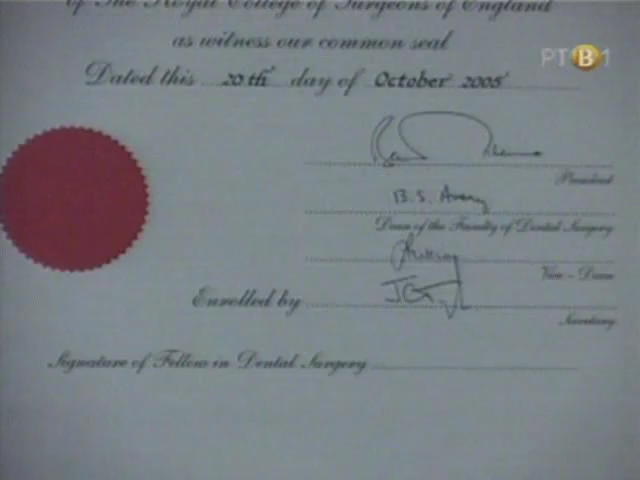 of The Royal College of Surgeons of England
as witness our common seal
РТВ1
Dated this 20th day of October 2005
President
B.S. Avery
Dean of the Faculty of Dental Surgery
Vice - Dean
Enrolled by
Secretary
Signature of Fellow in Dental Surgery